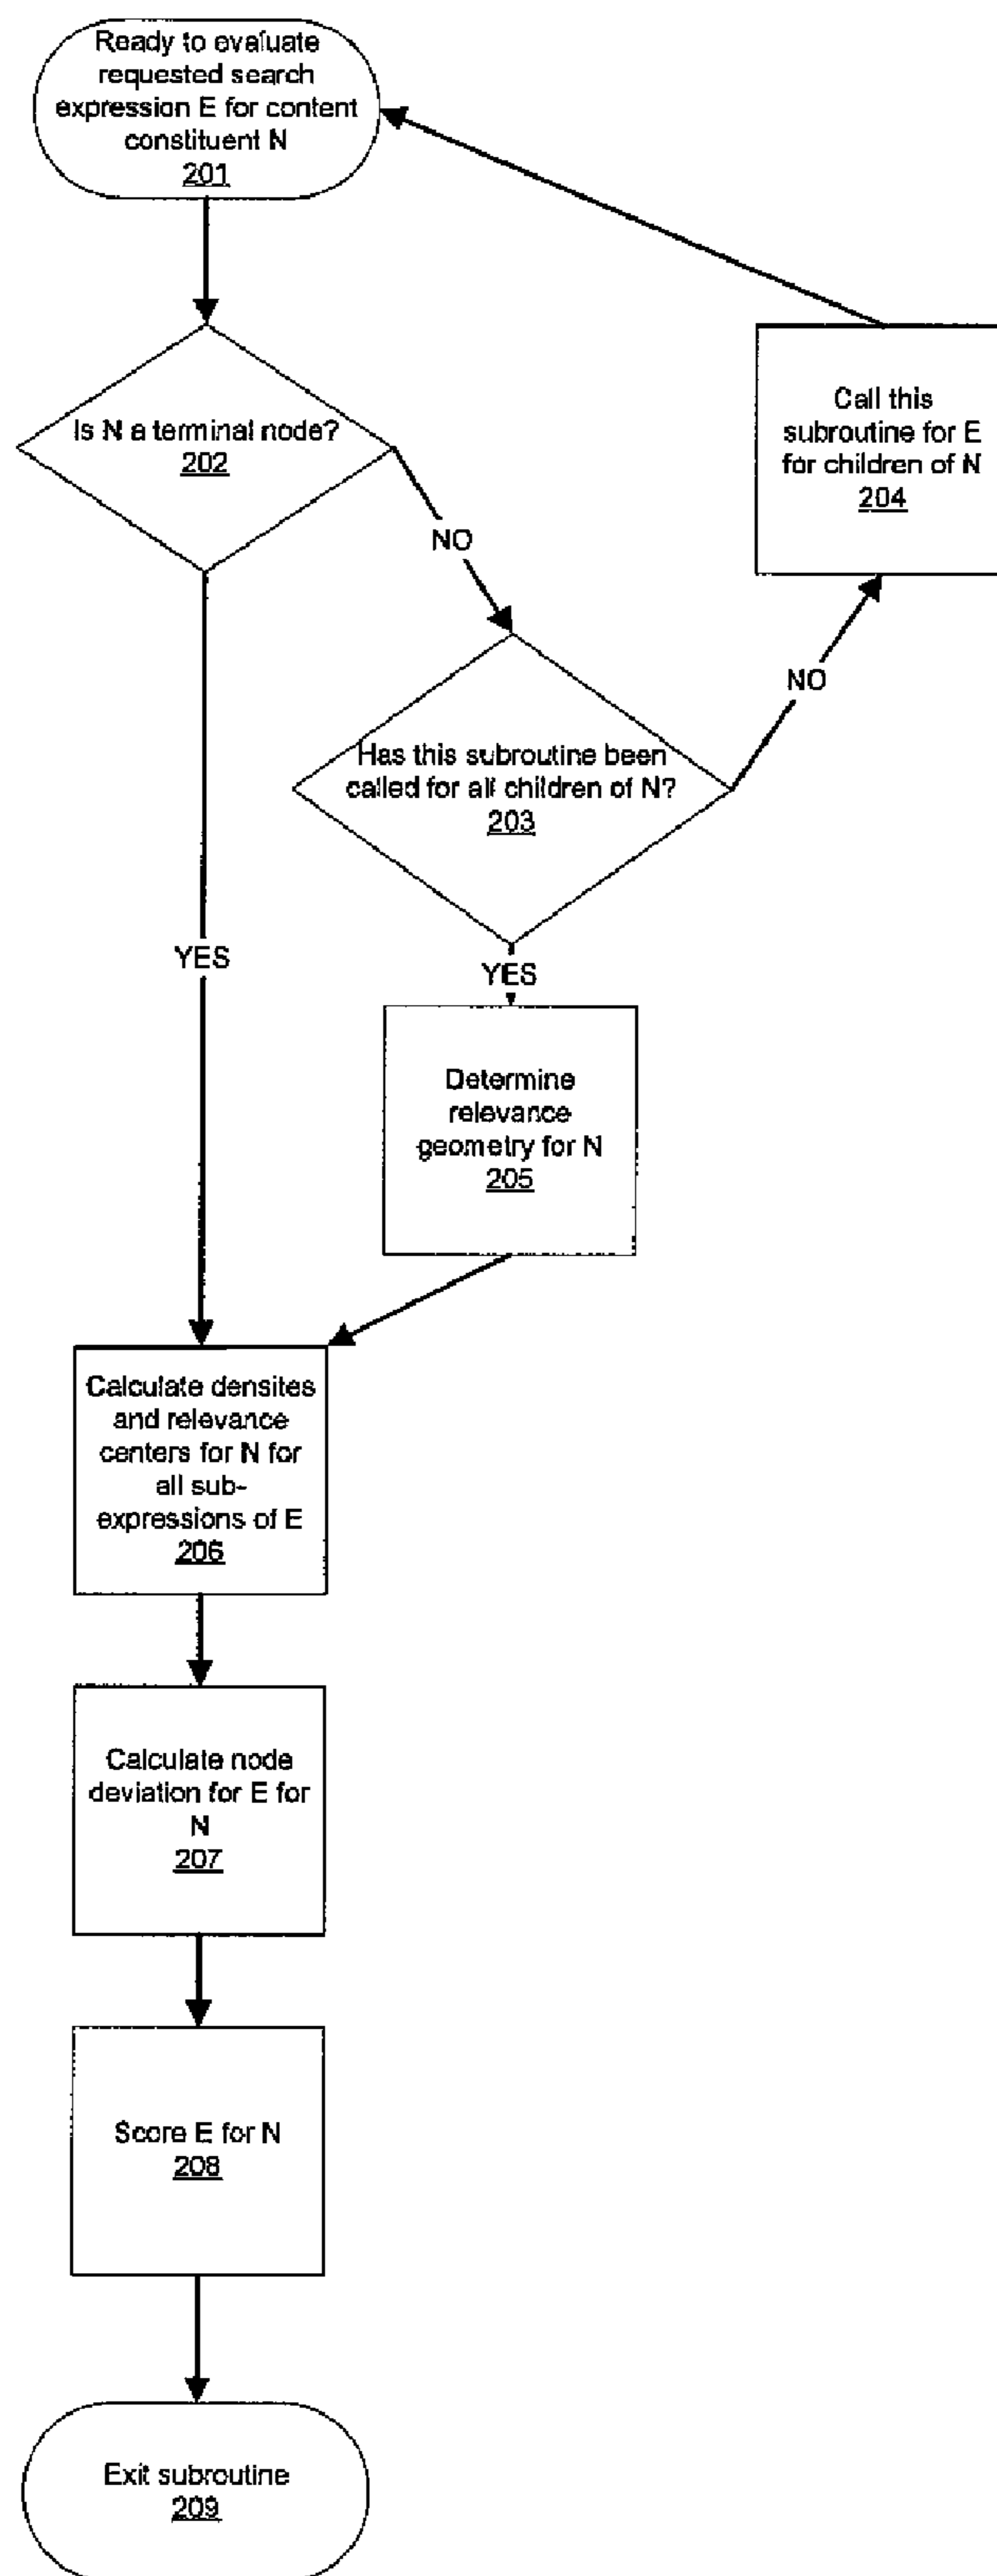 Ready to evaluate
requested search
expression E for content
constituent N
201
Is N a terminal node?
202
Call this
subroutine for E
for children of N
204
NO
NO
Has this subroutine been
called for all children of N?
203
YES
YES
Determine
relevance
geometry for N
205
Calculate densites
and relevance
centers for N for
all sub-
expressions of E
206
Calculate node
deviation for E for
N
207
Score E for N
208
Exit subroutine
209